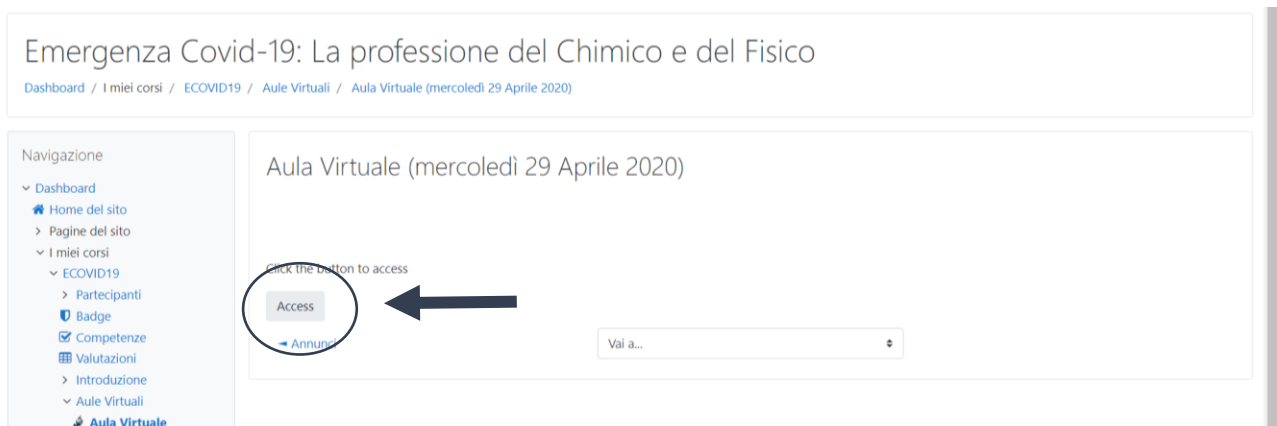 Emergenza Covid-19: La professione del Chimico e del Fisico
Dashboard / I miei corsi / ECOVID19 / Aule Virtuali / Aula Virtuale (mercoledì 29 Aprile 2020)
Navigazione
Dashboard
Home del sito
Pagine del sito
I miei corsi
ECOVID19
Partecipanti
Badge
Competenze
Valutazioni
Introduzione
Aule Virtuali
Aula Virtuale
Aula Virtuale (mercoledì 29 Aprile 2020)
Click the button to access
Access
◄ Annunci
Vai a...